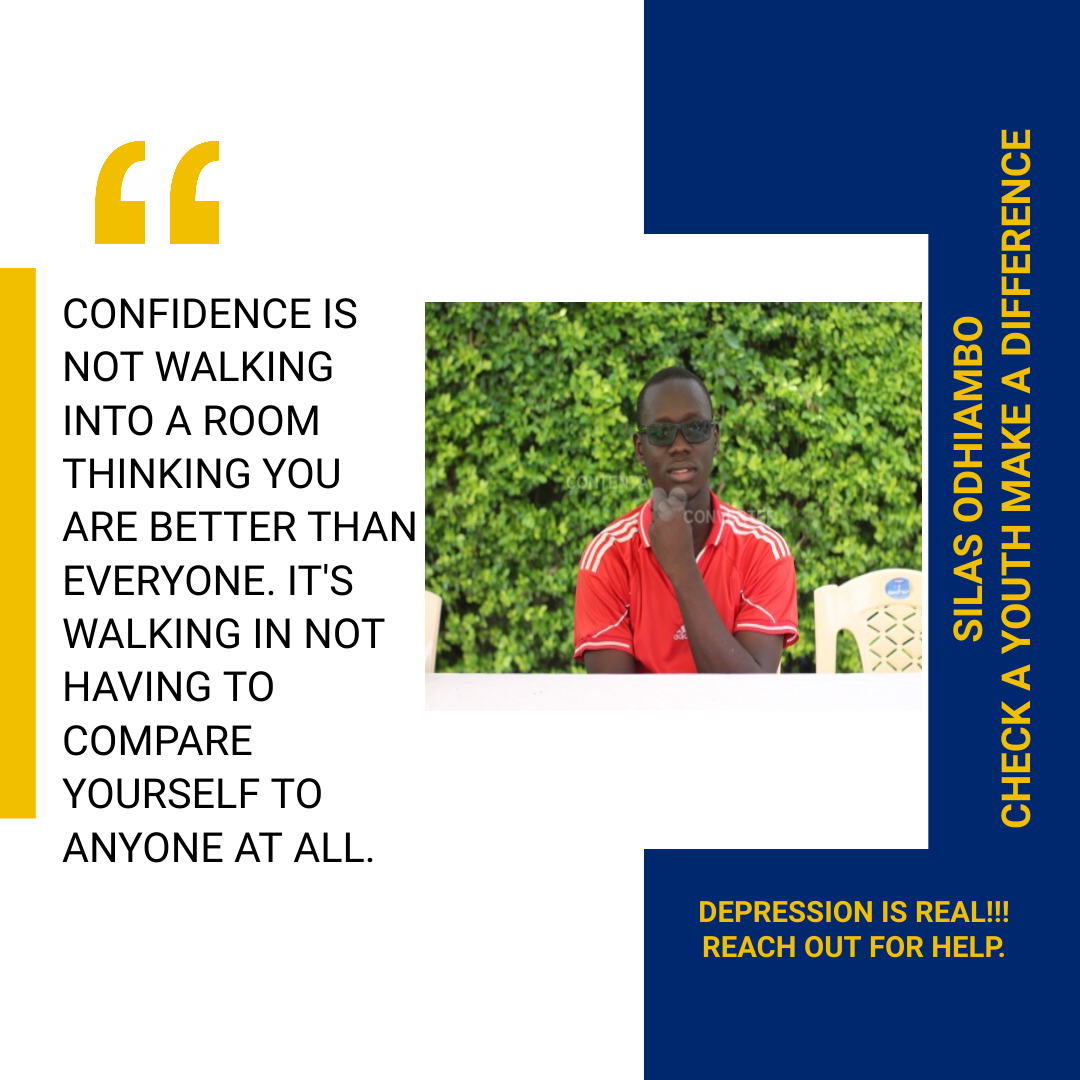 CONFIDENCE IS
NOT WALKING
INTO A ROOM
THINKING YOU
ARE BETTER THAN
EVERYONE. IT'S
WALKING IN NOT
HAVING TO
COMPARE
YOURSELF TO
ANYONE AT ALL.
SILAS ODHIAMBO
CHECK A YOUTH MAKE A DIFFERENCE
DEPRESSION IS REAL!!!
REACH OUT FOR HELP.